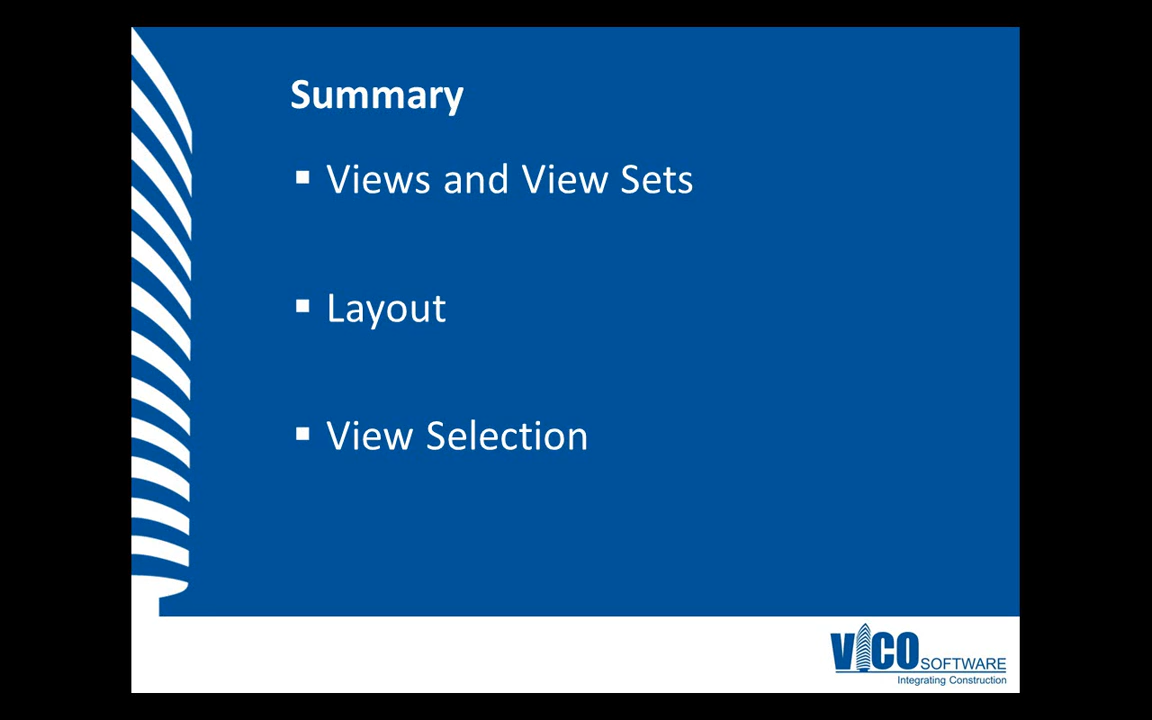 Summary
▪ Views and View Sets
▪ Layout
▪ View Selection
VICO SOFTWARE
Integrating Construction